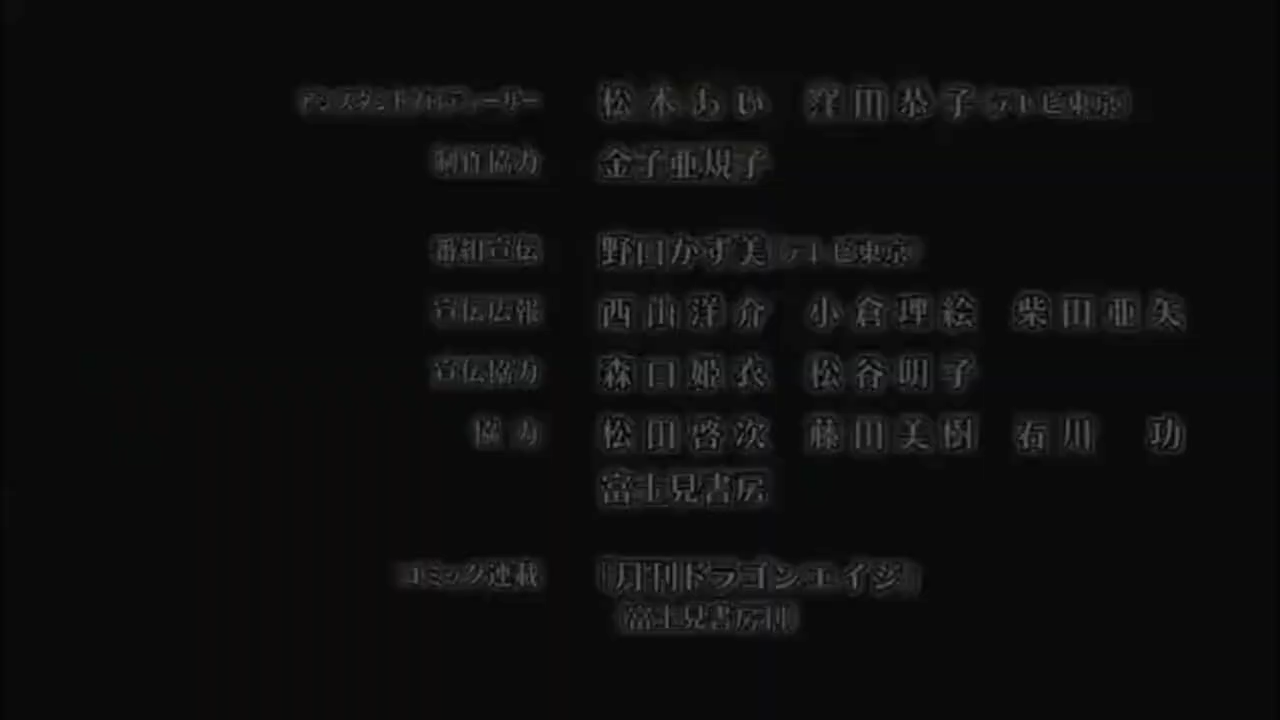 アシスタントプロデューサー 松本あい 窪田恭子(テレビ東京)
制作協力 金子亜規子
番組宣伝 野口かず美(テレビ東京)
宣伝広報 西山洋介 小倉理絵 柴田亜矢
宣伝協力 森口姫衣 松谷明子
協力 松田啓次 藤田美樹 石川 功
富士見書房
コミック連載 「月刊ドラゴンエイジ」
(富士見書房刊)